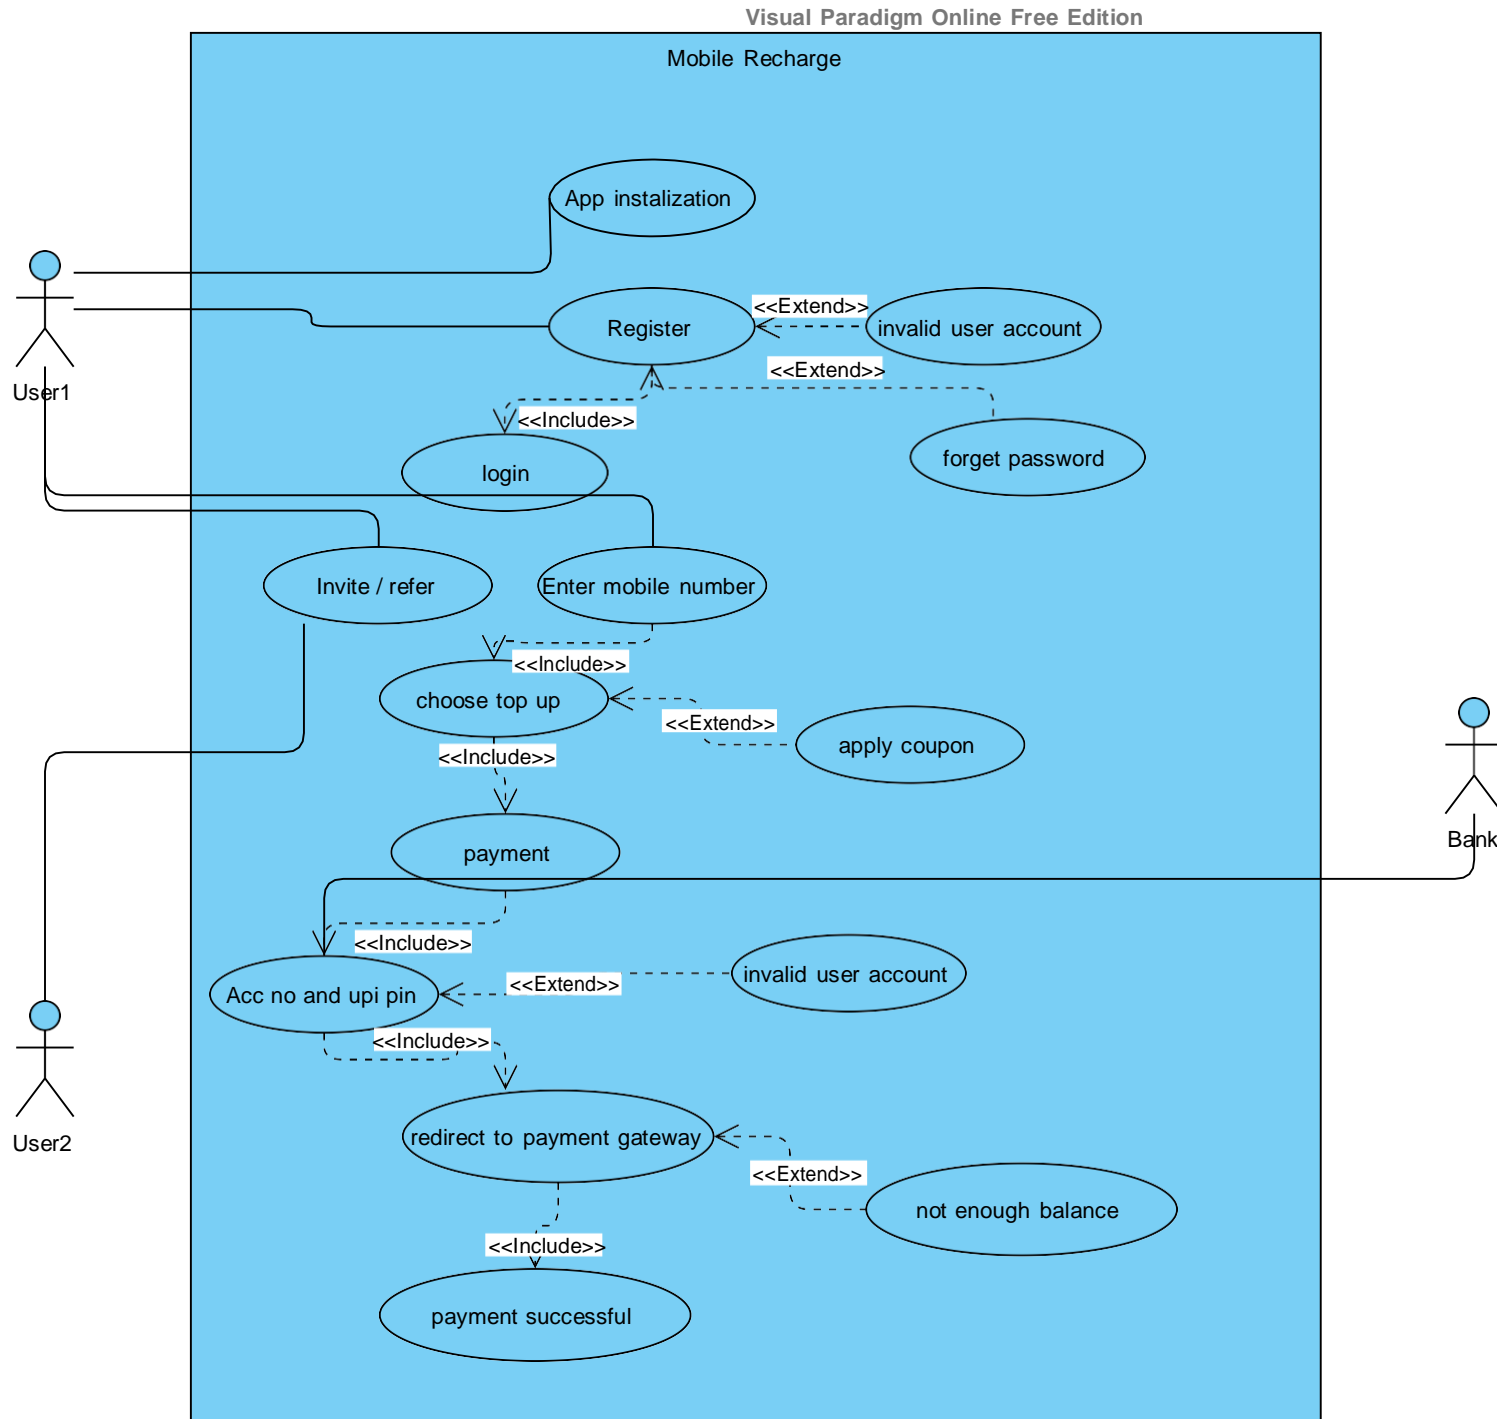 Visual Paradigm Online Free Edition
Mobile Recharge
App instalization
<<Extend>>
Register
invalid user account
<<Extend>>
User1
<<Include>>
forget password
login
Invite / refer
Enter mobile number
<<Include>>
choose top up
<<Extend>>
apply coupon
<<Include>>
Bank
payment
<<Include>>
invalid user account
<<Extend>>
Acc no and upi pin
<<Include>>
User2
redirect to payment gateway
<<Extend>>
not enough balance
<<Include>>
payment successful